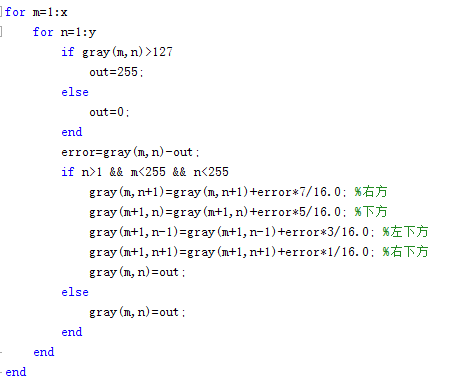 for m=1:x
for n=1:y
if gray(m,n)>127
out=255;
else
out=0;
end
error=gray(m,n)-out;
if n>1 && m<255 && n<255
gray(m,n+1)=gray(m,n+1)+error*7/16.0; %右方
gray(m+1,n)=gray(m+1,n)+error*5/16.0; %下方
gray(m+1,n-1)=gray(m+1,n-1)+error*3/16.0; %左下方
gray(m+1,n+1)=gray(m+1,n+1)+error*1/16.0; %右下方
gray(m,n)=out;
else
gray(m,n)=out;
end
end
end